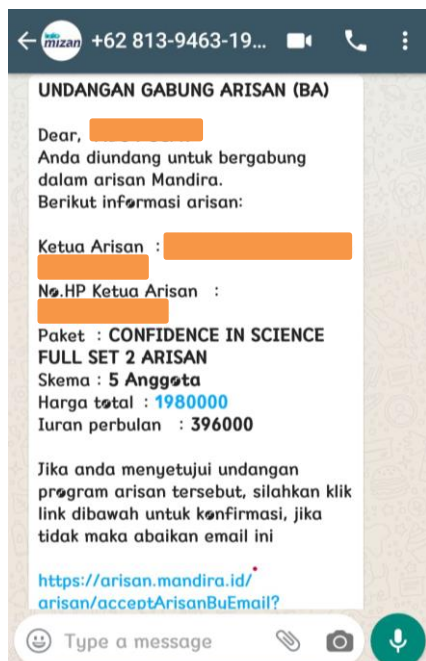 mizan +62 813-9463-19...
UNDANGAN GABUNG ARISAN (BA)
Dear,
Anda diundang untuk bergabung
dalam arisan Mandira.
Berikut informasi arisan:
Ketua Arisan :
No.HP Ketua Arisan :
Paket : CONFIDENCE IN SCIENCE
FULL SET 2 ARISAN
Skema : 5 Anggota
Harga total : 1980000
Iuran perbulan : 396000
Jika anda menyetujui undangan
program arisan tersebut, silahkan klik
link dibawah untuk konfirmasi, jika
tidak maka abaikan email ini
https://arisan.mandira.id/
arisan/acceptArisanBuEmail?
Type a message